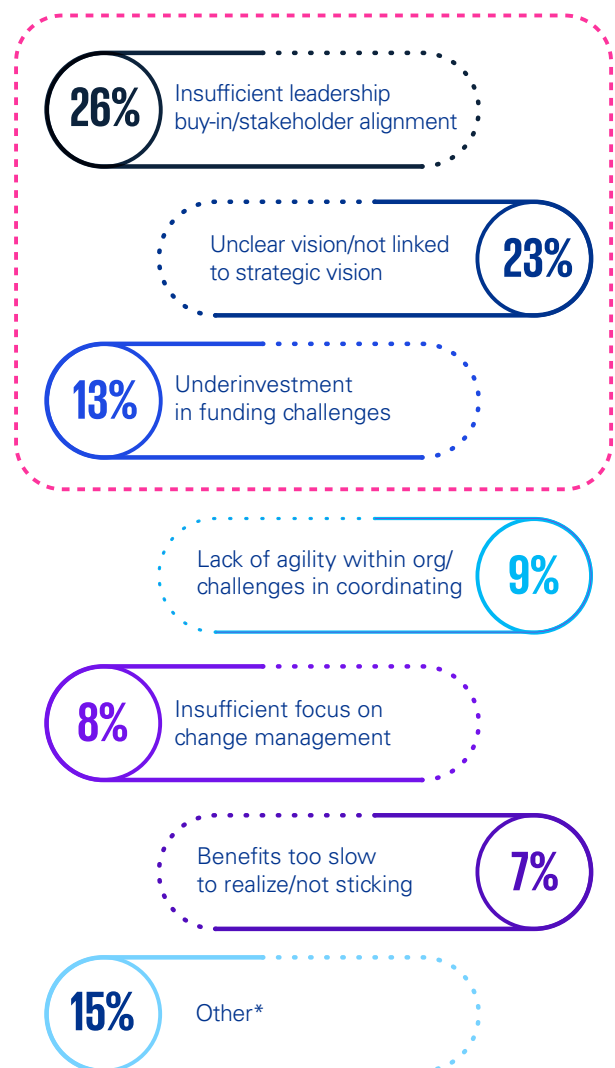 26%
Insufficient leadership
buy-in/stakeholder alignment
Unclear vision/not linked
to strategic vision
23%
13%
Underinvestment
in funding challenges
Lack of agility within org/
challenges in coordinating
9%
8%
Insufficient focus on
change management
Benefits too slow
to realize/not sticking
7%
15%
Other*